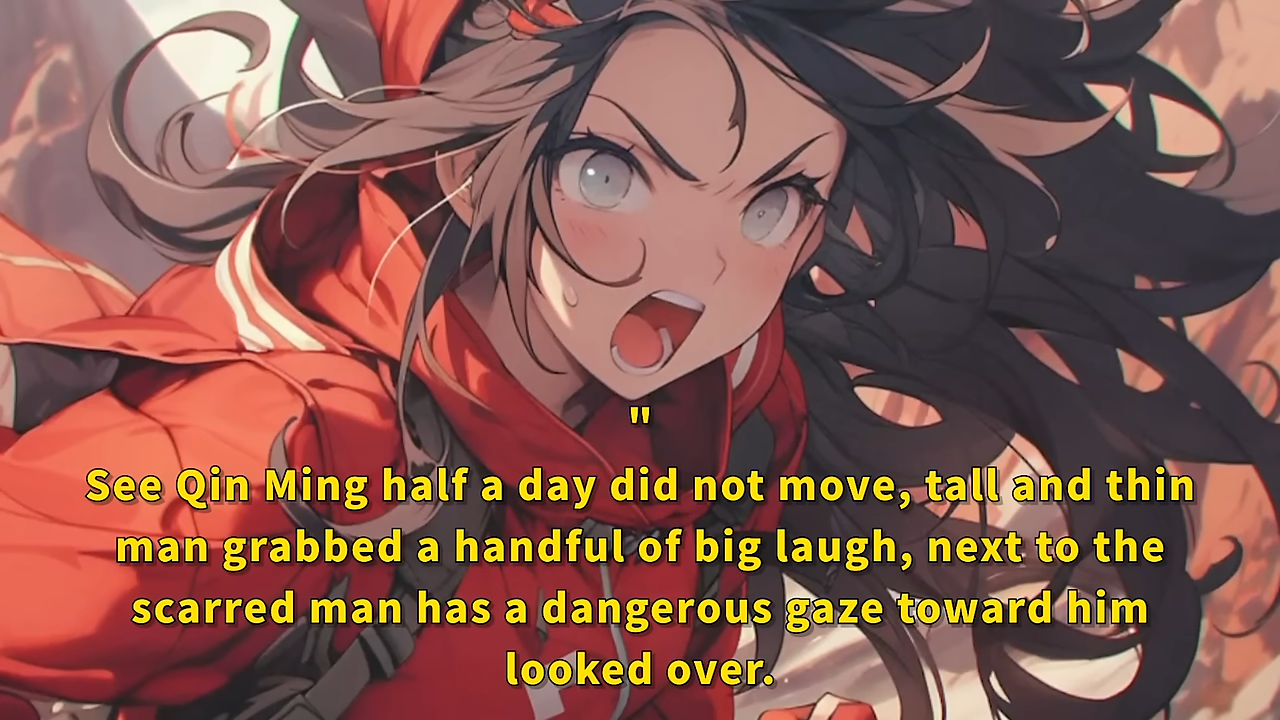 "
See Qin Ming half a day did not move, tall and thin
man grabbed a handful of big laugh, next to the
scarred man has a dangerous gaze toward him
looked over.